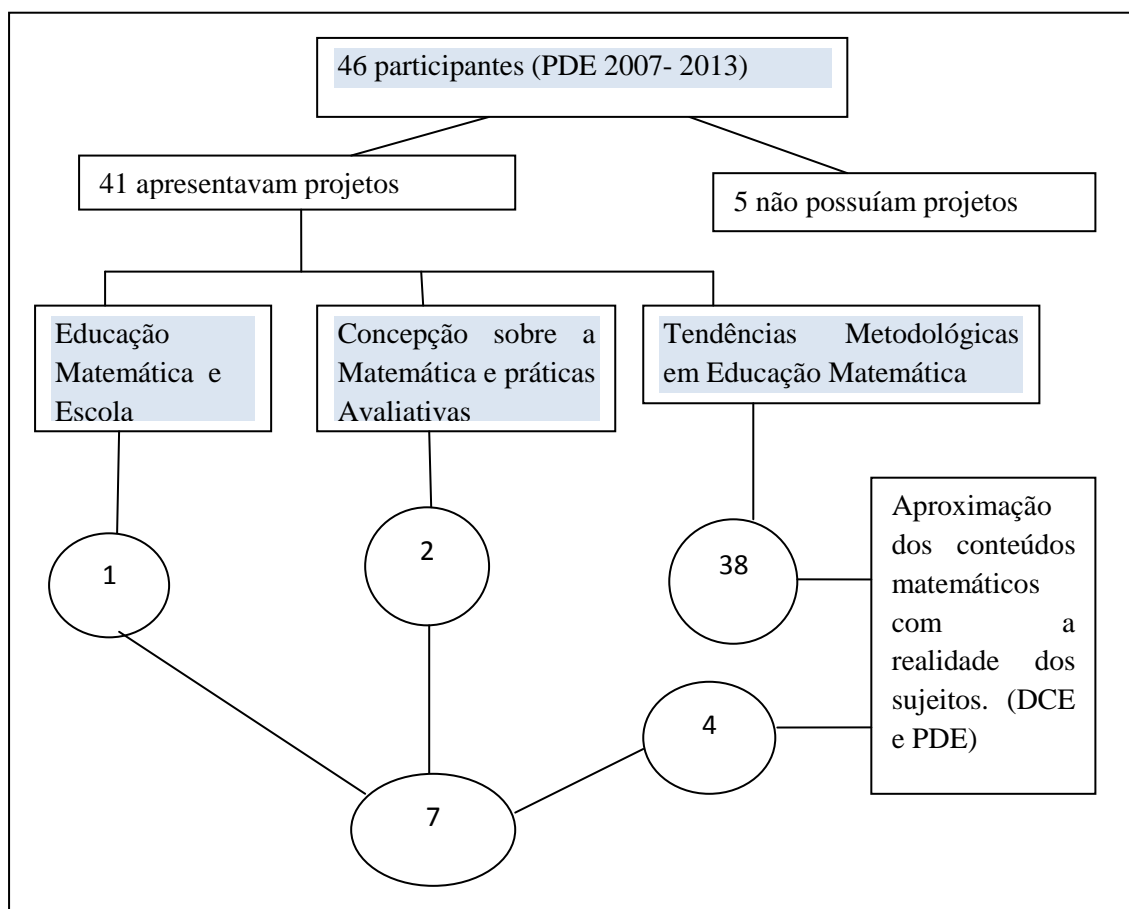 46 participantes (PDE 2007- 2013)
41 apresentavam projetos
5 não possuíam projetos
Educação
Matemática e
Escola
Concepção sobre a
Matemática e práticas
Avaliativas
Tendências Metodológicas
em Educação Matemática
1
2
38
Aproximação
dos conteúdos
matemáticos
com a
realidade dos
sujeitos. (DCE
e PDE)
4
7